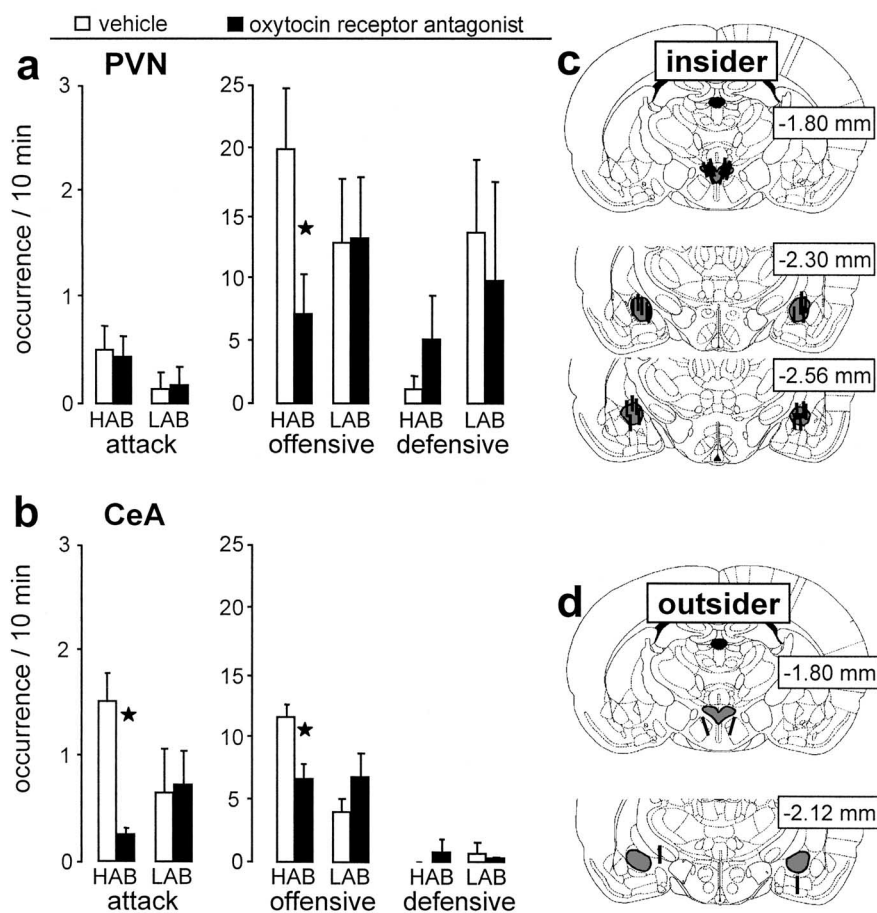 vehicle oxytocin receptor antagonist
a PVN
occurrence / 10 min
3
2
1
0
25
20
15
10
5
0
HAB LAB HAB LAB HAB LAB
attack offensive defensive
b CeA
occurrence / 10 min
3
2
1
0
25
20
15
10
5
0
HAB LAB HAB LAB HAB LAB
attack offensive defensive
c insider
-1.80 mm
-2.30 mm
-2.56 mm
d outsider
-1.80 mm
-2.12 mm